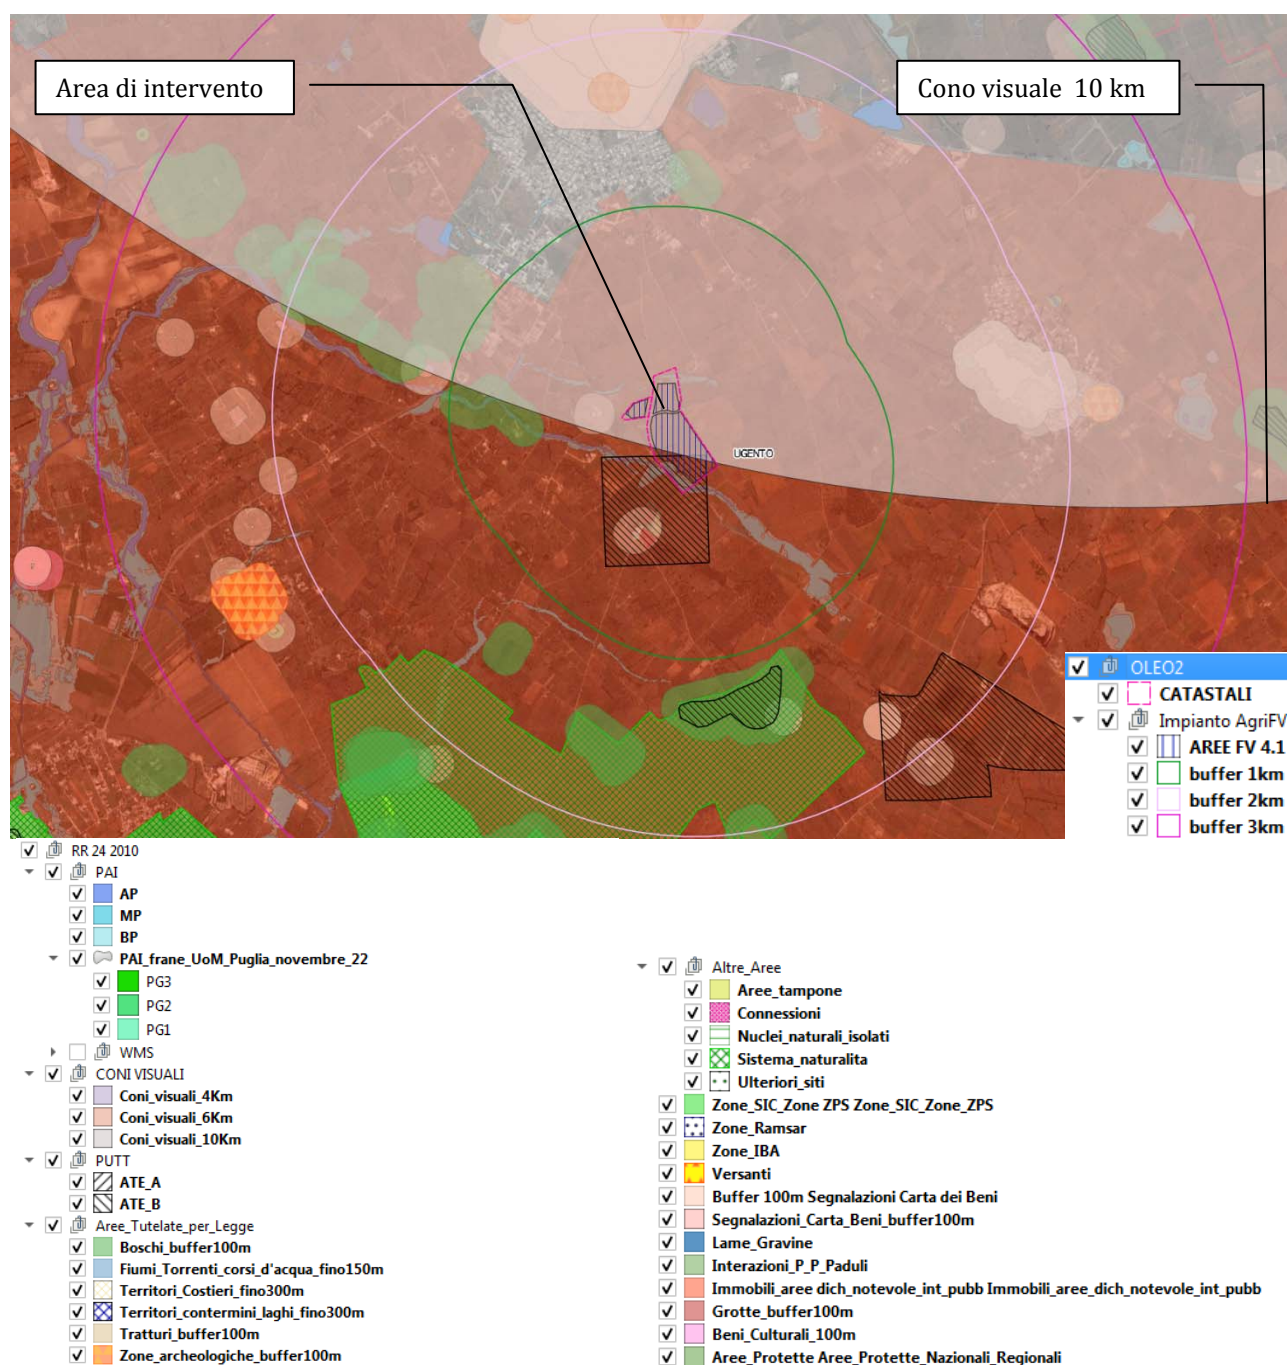 Area di intervento
Cono visuale 10 km
UGENTO
OLEO2
CATASTALI
Impianto AgriFV
AREE FV 4.1
buffer 1km
buffer 2km
buffer 3km
RR 24 2010
PAI
AP
MP
BP
PAI_frane_UoM_Puglia_novembre_22
PG3
PG2
PG1
WMS
CONI VISUALI
Coni_visuali_4Km
Coni_visuali_6Km
Coni_visuali_10Km
PUTT
ATE_A
ATE_B
Aree_Tutelate_per_Legge
Boschi_buffer100m
Fiumi_Torrenti_corsi_d'acqua_fino150m
Territori_Costieri_fino300m
Territori_contermini_laghi_fino300m
Tratturi_buffer100m
Zone_archeologiche_buffer100m
Altre_Aree
Aree_tampone
Connessioni
Nuclei_naturali_isolati
Sistema_naturalita
Ulteriori_siti
Zone_SIC_Zone ZPS Zone_SIC_Zone_ZPS
Zone_Ramsar
Zone_IBA
Versanti
Buffer 100m Segnalazioni Carta dei Beni
Segnalazioni_Carta_Beni_buffer100m
Lame_Gravine
Interazioni_P_P_Paduli
Immobili_aree dich_notevole_int_pubb Immobili_aree_dich_notevole_int_pubb
Grotte_buffer100m
Beni_Culturali_100m
Aree_Protette Aree_Protette_Nazionali_Regionali